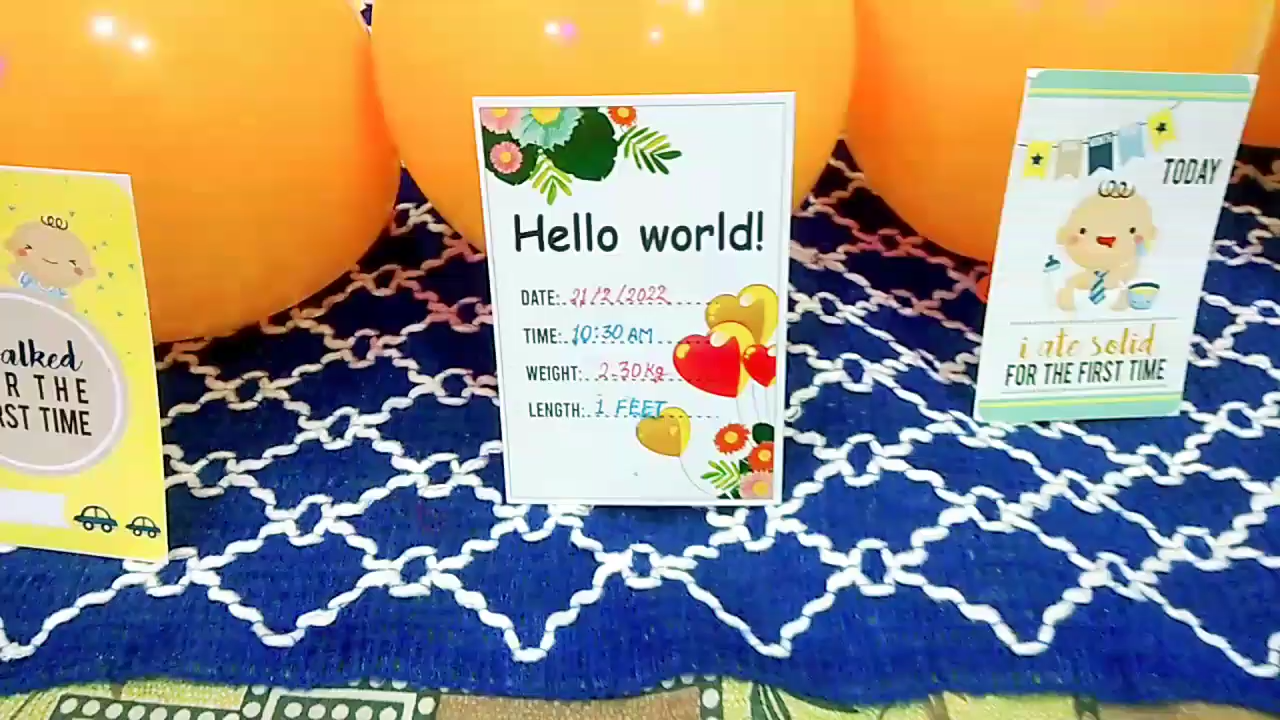 alked
R THE
RST TIME
Hello world!
DATE: 21/2/2022
TIME: 10:30 AM
WEIGHT: 2.30 Kg
LENGTH: 1 FEET
TODAY
i ate solid
FOR THE FIRST TIME